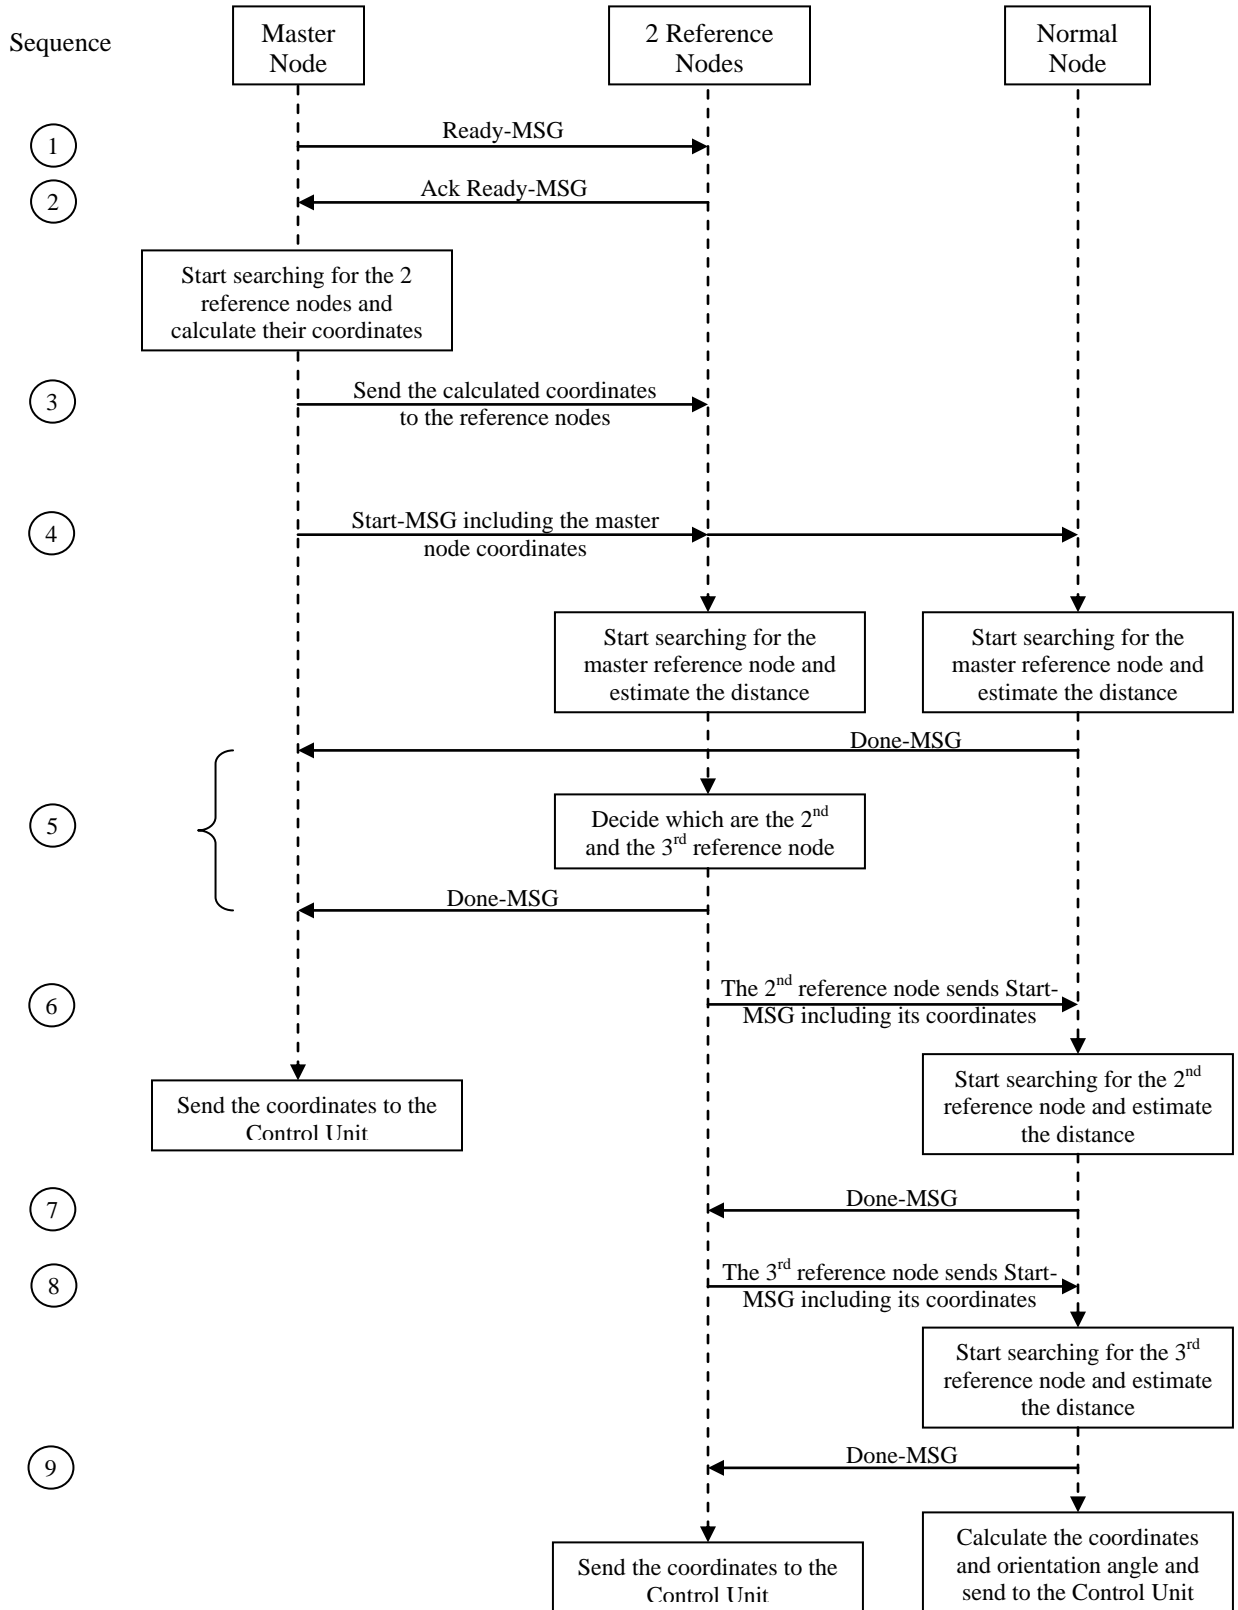 Sequence
Master
Node
2 Reference
Nodes
Normal
Node
1
Ready-MSG
2
Ack Ready-MSG
Start searching for the 2
reference nodes and
calculate their coordinates
3
Send the calculated coordinates
to the reference nodes
4
Start-MSG including the master
node coordinates
Start searching for the
master reference node and
estimate the distance
Start searching for the
master reference node and
estimate the distance
Done-MSG
5
Decide which are the 2nd
and the 3rd reference node
Done-MSG
6
The 2nd reference node sends Start-
MSG including its coordinates
Send the coordinates to the
Control Unit
Start searching for the 2nd
reference node and estimate
the distance
7
Done-MSG
8
The 3rd reference node sends Start-
MSG including its coordinates
Start searching for the 3rd
reference node and estimate
the distance
9
Done-MSG
Send the coordinates to the
Control Unit
Calculate the coordinates
and orientation angle and
send to the Control Unit